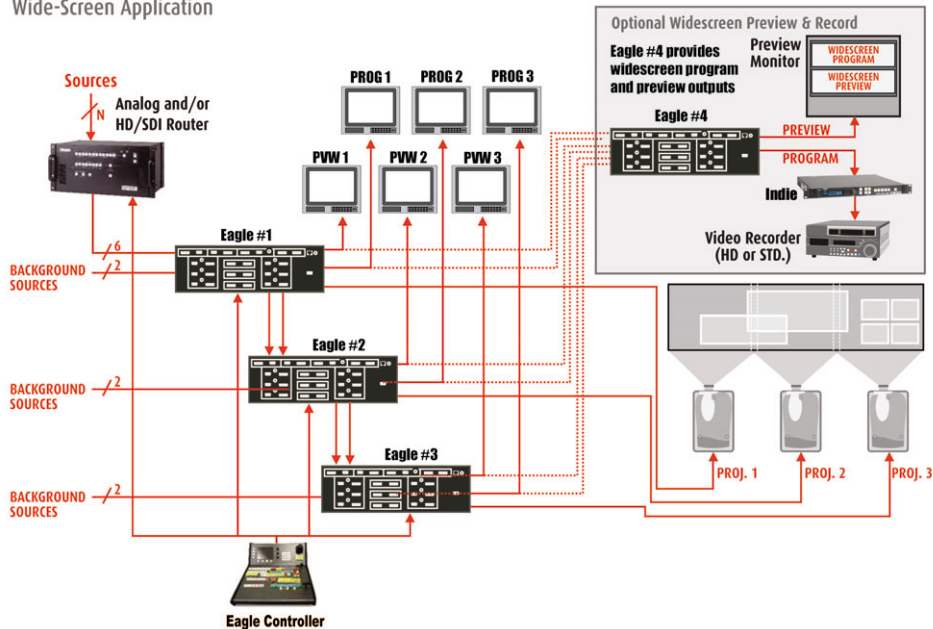 Wide-Screen Application
Optional Widescreen Preview & Record
Eagle #4 provides
widescreen program
and preview outputs
Preview
Monitor
WIDESCREEN
PROGRAM
WIDESCREEN
PREVIEW
Sources
N
Analog and/or
HD/SDI Router
PROG 1
PROG 2
PROG 3
PVW 1
PVW 2
PVW 3
Eagle #4
PREVIEW
PROGRAM
Indie
Video Recorder
(HD or STD.)
Eagle #1
6
2
BACKGROUND
SOURCES
Eagle #2
2
BACKGROUND
SOURCES
Eagle #3
2
BACKGROUND
SOURCES
PROJ. 1
PROJ. 2
PROJ. 3
Eagle Controller